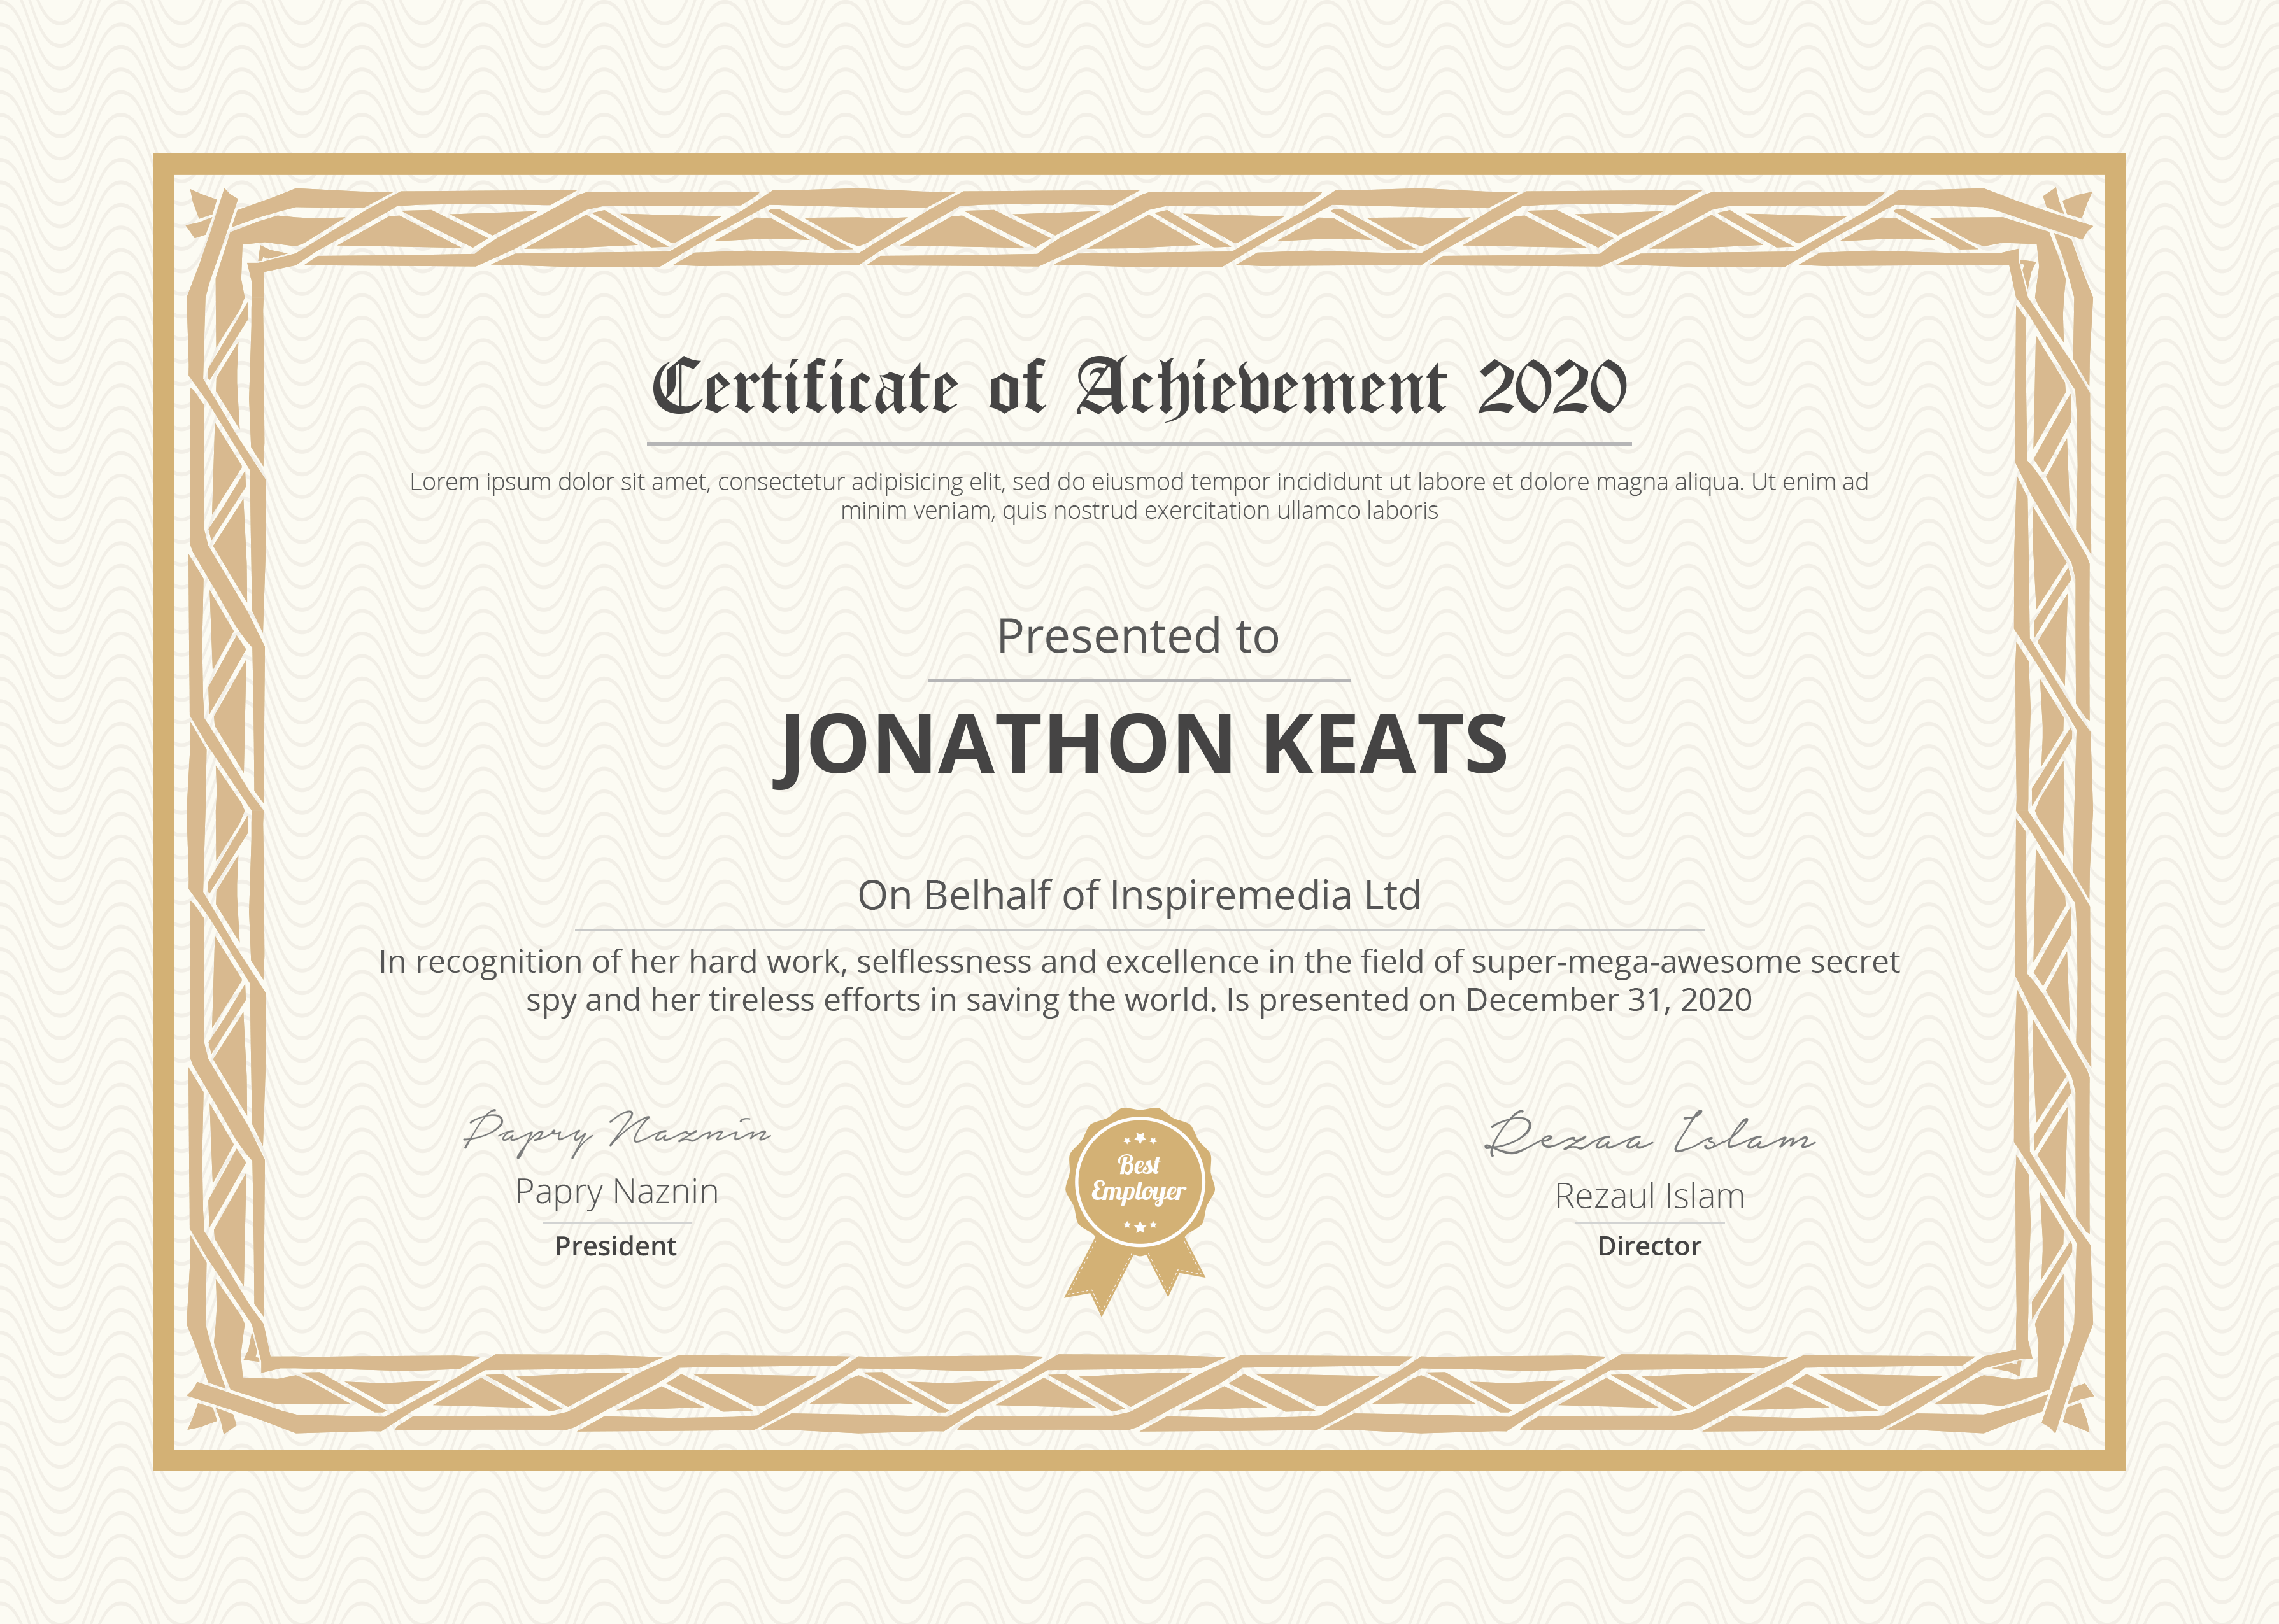 Certificate of Achievement 2020
Lorem ipsum dolor sit amet, consectetur adipisicing elit, sed do eiusmod tempor incididunt ut labore et dolore magna aliqua. Ut enim ad
minim veniam, quis nostrud exercitation ullamco laboris
Presented to
JONATHON KEATS
On Belhalf of Inspiremedia Ltd
In recognition of her hard work, selflessness and excellence in the field of super-mega-awesome secret
spy and her tireless efforts in saving the world. Is presented on December 31, 2020
Papry Naznin
Papry Naznin
President
Best
Employer
Rezaa Islam
Rezaul Islam
Director